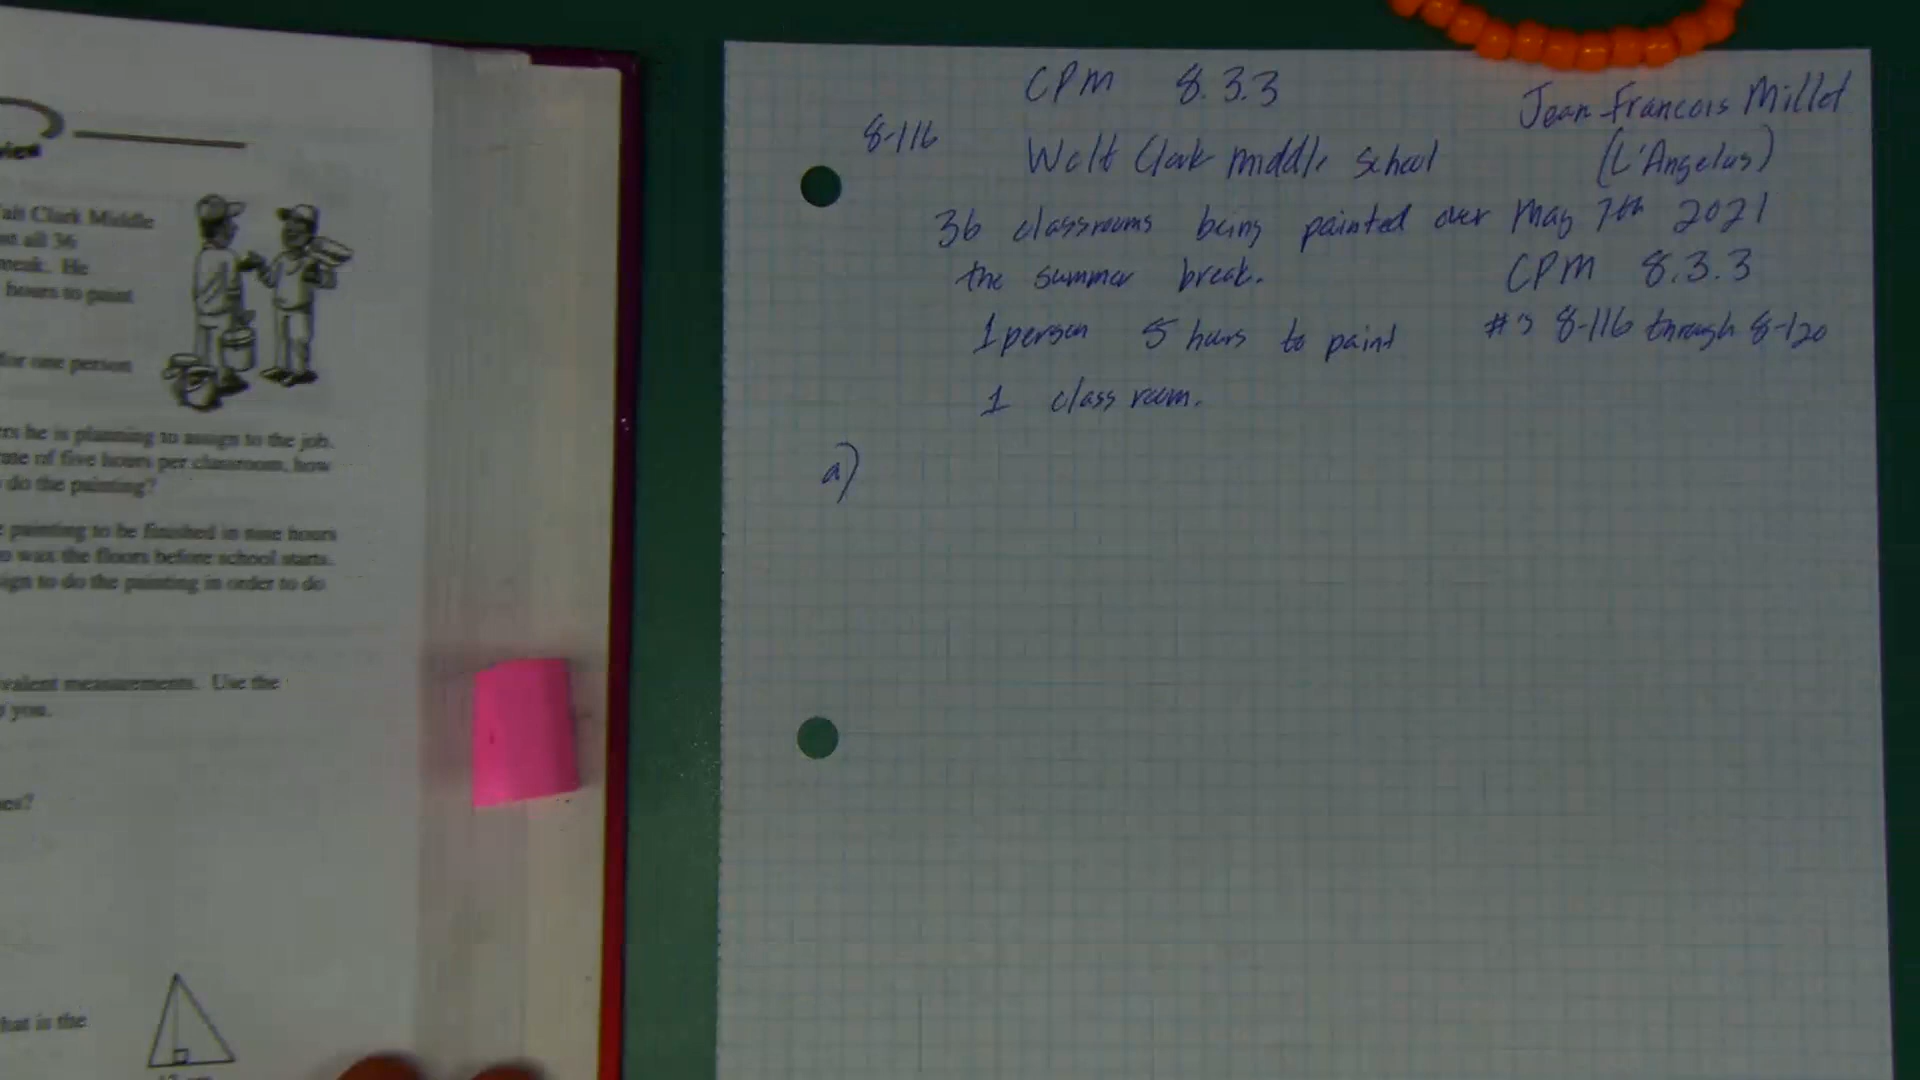 all 36
hours to paint
for one person
he is planning to assign to the job.
rate of five hours per classroom, how
do the painting?
painting to be finished in nine hours
wax the floors before school starts.
to do the painting in order to do
measurements. Use the
you.
is the
CPM 8.3.3
Jean-Francois Millet
8-116
Walt Clark Middle School
(L'Angelus)
36 classrooms being painted over
May 7th 2021
the summer break.
CPM 8.3.3
1 person 5 hours to paint
#'s 8-116 through 8-120
1 class room.
a)